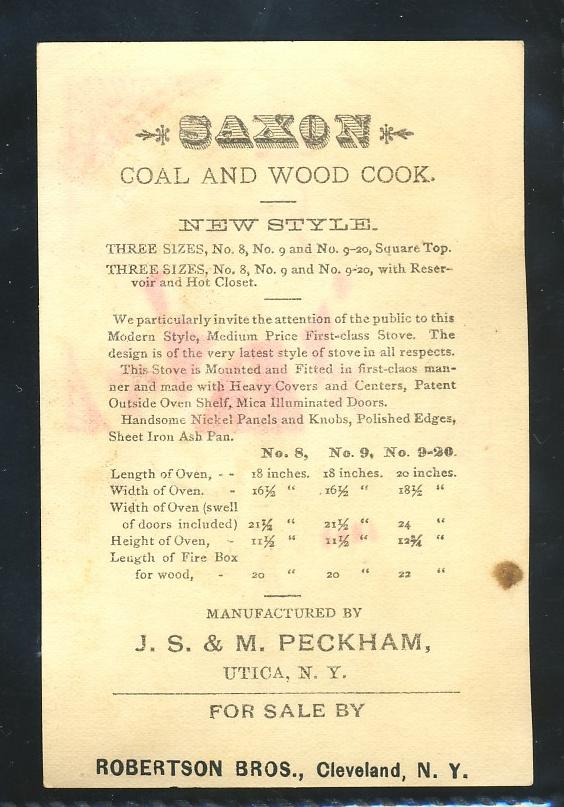 SAXON
COAL AND WOOD COOK.
NEW STYLE.
THREE SIZES, No. 8, No. 9 and No. 9-20, Square Top.
THREE SIZES, No. 8, No. 9 and No. 9-20, with Reser-
voir and Hot Closet.
We particularly invite the attention of the public to this
Modern Style, Medium Price First-class Stove. The
design is of the very latest style of stove in all respects.
This Stove is Mounted and Fitted in first-claos man-
ner and made with Heavy Covers and Centers, Patent
Outside Oven Shelf, Mica Illuminated Doors.
Handsome Nickel Panels and Knobs, Polished Edges,
Sheet Iron Ash Pan.
No. 8, No. 9, No. 9-20.
Length of Oven, - - 18 inches. 18 inches. 20 inches.
Width of Oven. - 16½ " 16½ " 18½ "
Width of Oven (swell
of doors included) 21½ " 21½ " 24 "
Height of Oven, - 11½ " 11½ " 12¾ "
Length of Fire Box
for wood, - 20 " 20 " 22 "
MANUFACTURED BY
J. S. & M. PECKHAM,
UTICA, N. Y.
FOR SALE BY
ROBERTSON BROS., Cleveland, N. Y.